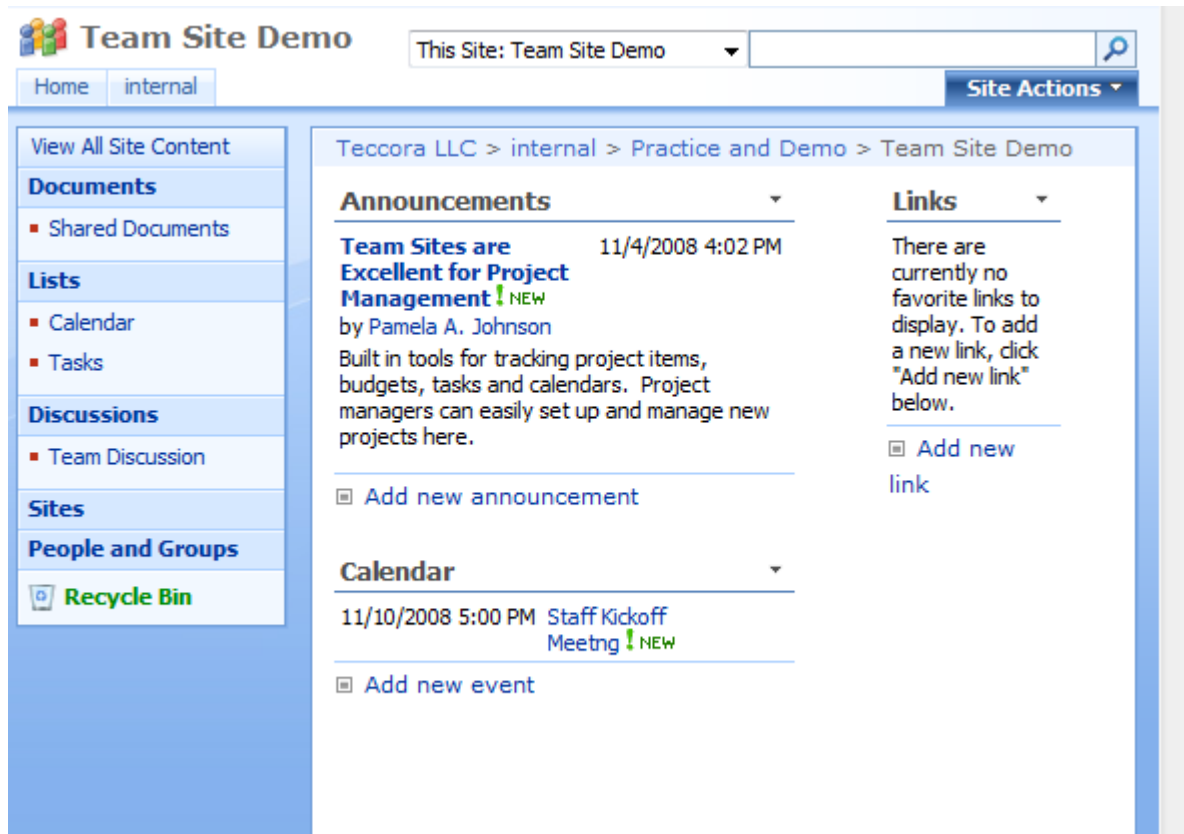 Team Site Demo
This Site: Team Site Demo
Home internal
Site Actions
View All Site Content
Documents
Shared Documents
Lists
Calendar
Tasks
Discussions
Team Discussion
Sites
People and Groups
Recycle Bin
Teccora LLC > internal > Practice and Demo > Team Site Demo
Announcements
Team Sites are 11/4/2008 4:02 PM
Excellent for Project
Management ! NEW
by Pamela A. Johnson
Built in tools for tracking project items,
budgets, tasks and calendars. Project
managers can easily set up and manage new
projects here.
Add new announcement
Calendar
11/10/2008 5:00 PM Staff Kickoff
Meetng ! NEW
Add new event
Links
There are
currently no
favorite links to
display. To add
a new link, click
"Add new link"
below.
Add new
link